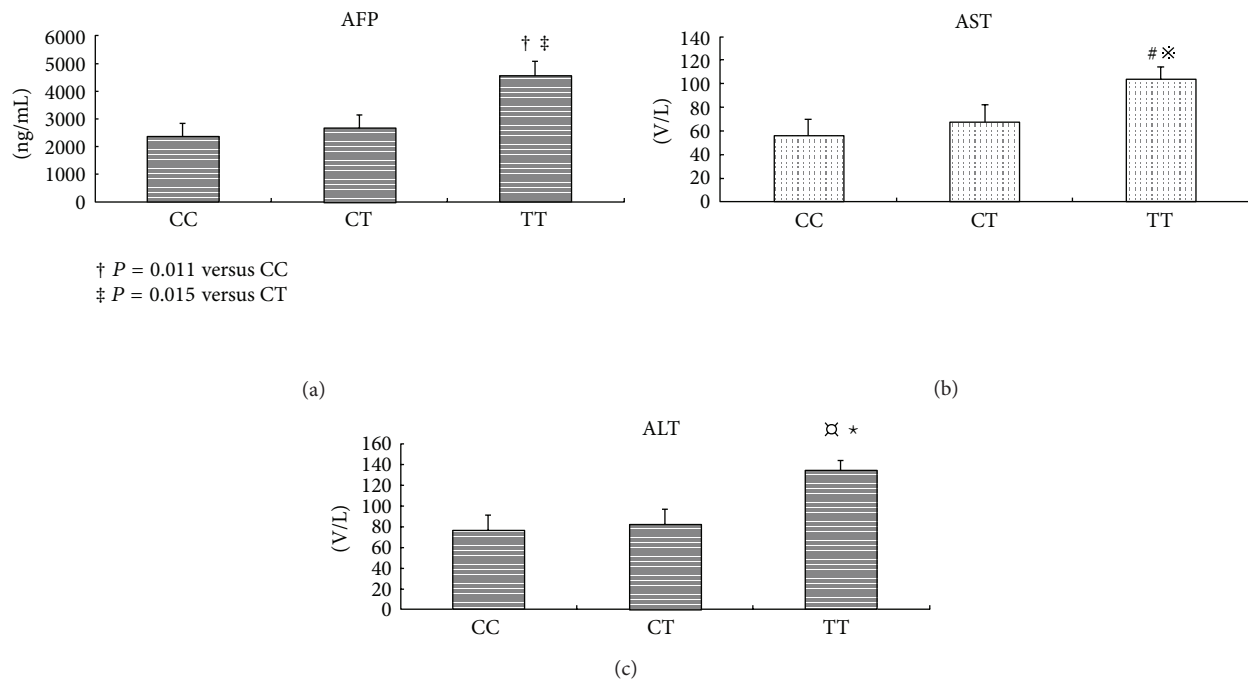 AFP
(ng/mL)
6000
5000
4000
3000
2000
1000
0
† ‡
CC CT TT
† P = 0.011 versus CC
‡ P = 0.015 versus CT
(a)
AST
(V/L)
140
120
100
80
60
40
20
0
# ※
CC CT TT
(b)
ALT
(V/L)
160
140
120
100
80
60
40
20
0
¤ ⋆
CC CT TT
(c)